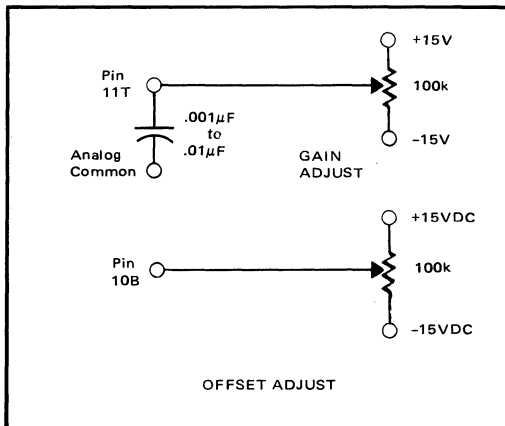 +15V
Pin
11T
100k
.001μF
to
.01μF
-15V
Analog
Common
GAIN
ADJUST
+15VDC
Pin
10B
100k
-15VDC
OFFSET ADJUST